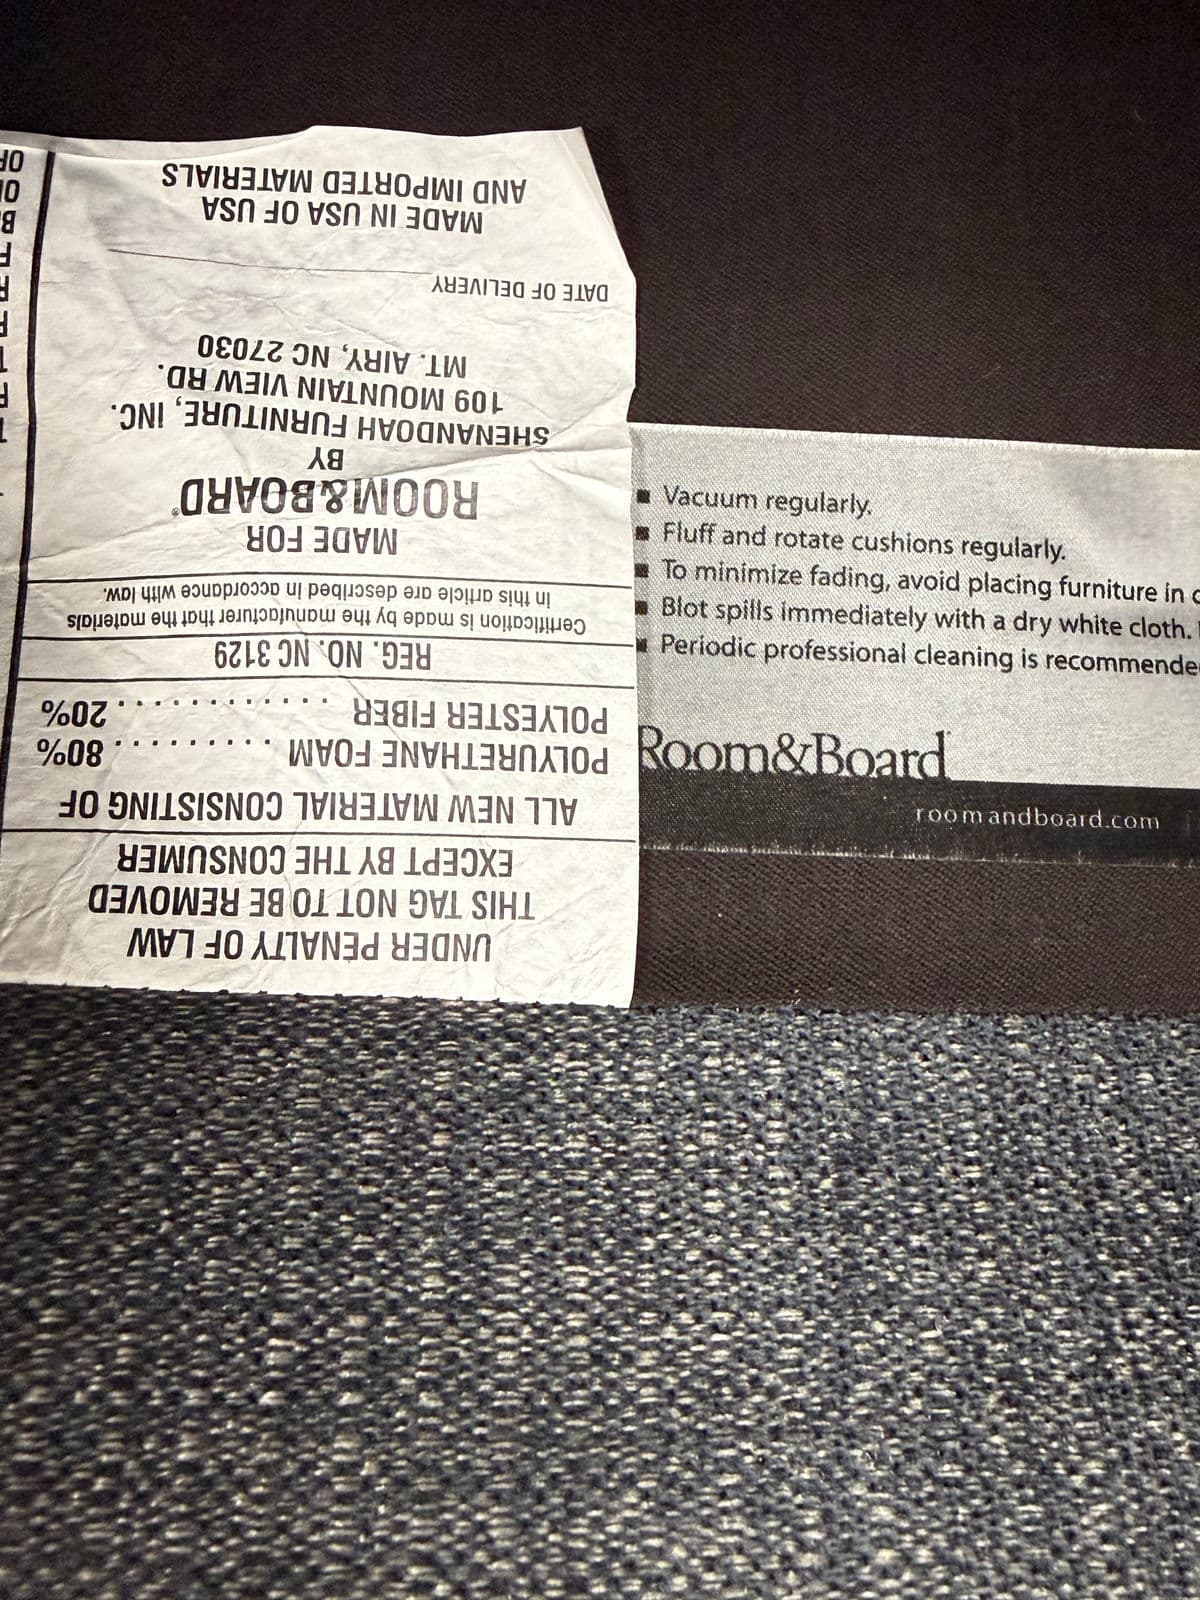 UNDER PENALTY OF LAW
THIS TAG NOT TO BE REMOVED
EXCEPT BY THE CONSUMER
ALL NEW MATERIAL CONSISTING OF
POLYURETHANE FOAM .......... 80%
POLYESTER FIBER ............. 20%
REG. NO. NC 3129
Certification is made by the manufacturer that the materials
in this article are described in accordance with law.
MADE FOR
ROOM&BOARD®
BY
SHENANDOAH FURNITURE, INC.
109 MOUNTAIN VIEW RD.
MT. AIRY, NC 27030
DATE OF DELIVERY
MADE IN USA OF USA
AND IMPORTED MATERIALS
▪ Vacuum regularly.
▪ Fluff and rotate cushions regularly.
▪ To minimize fading, avoid placing furniture in
▪ Blot spills immediately with a dry white cloth.
▪ Periodic professional cleaning is recommende
Room&Board
roomandboard.com